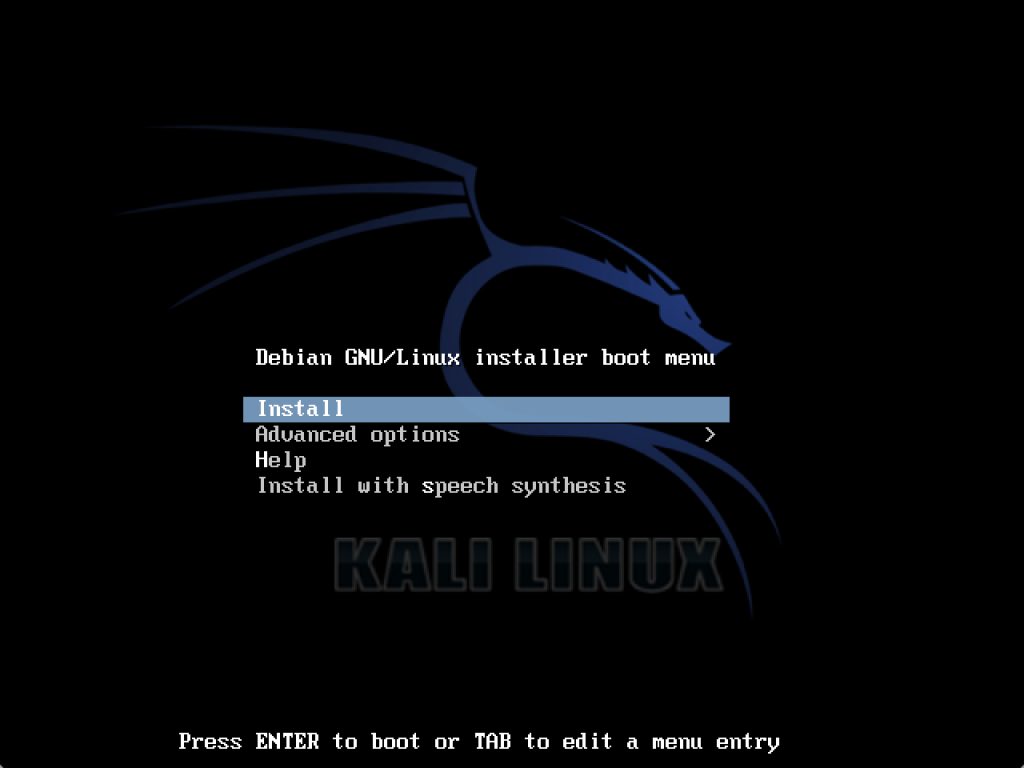 Debian GNU/Linux installer boot menu
Install
Advanced options >
Help
Install with speech synthesis
KALI LINUX
Press ENTER to boot or TAB to edit a menu entry